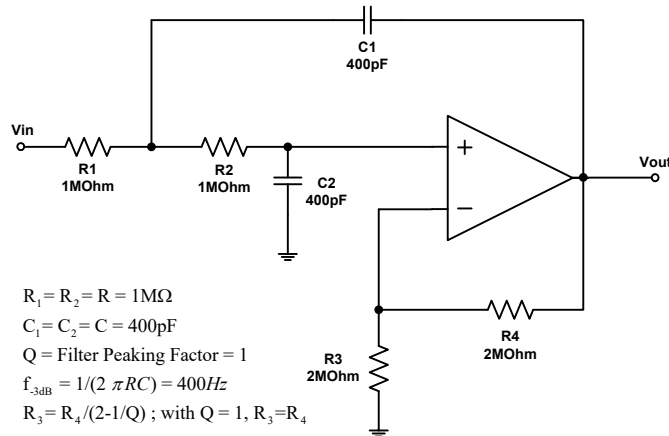 C1
400pF
Vin
R1
1MOhm
R2
1MOhm
C2
400pF
+
−
Vout
R4
2MOhm
R3
2MOhm
R₁= R₂= R = 1MΩ
C₁= C₂= C = 400pF
Q = Filter Peaking Factor = 1
f₋₃dB = 1/(2 πRC) = 400Hz
R₃= R₄/(2-1/Q) ; with Q = 1, R₃=R₄